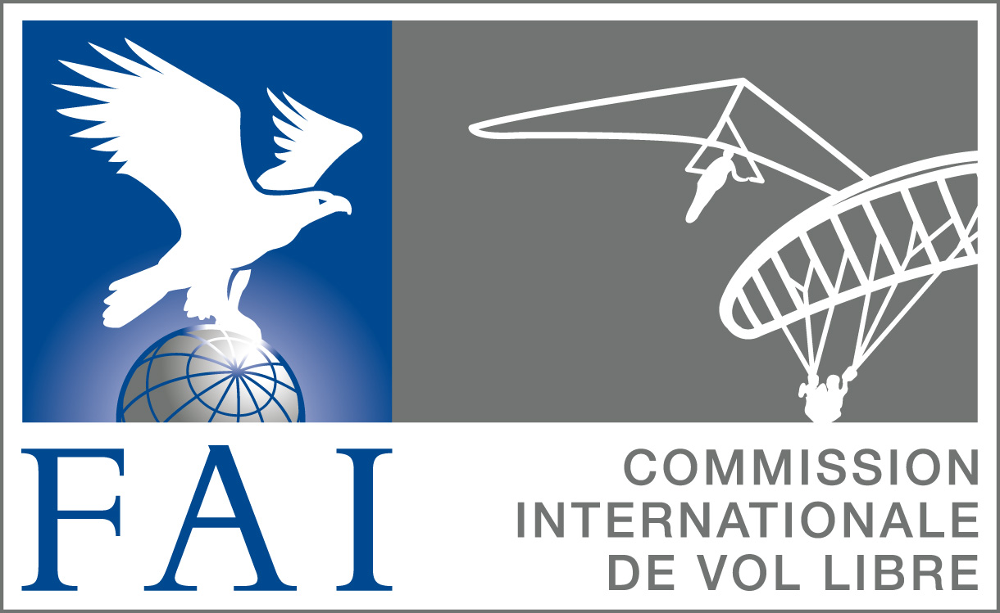 FAI
COMMISSION
INTERNATIONALE
DE VOL LIBRE